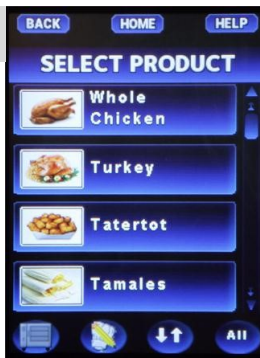 BACK HOME HELP
SELECT PRODUCT
Whole
Chicken
Turkey
Tatertot
Tamales
All